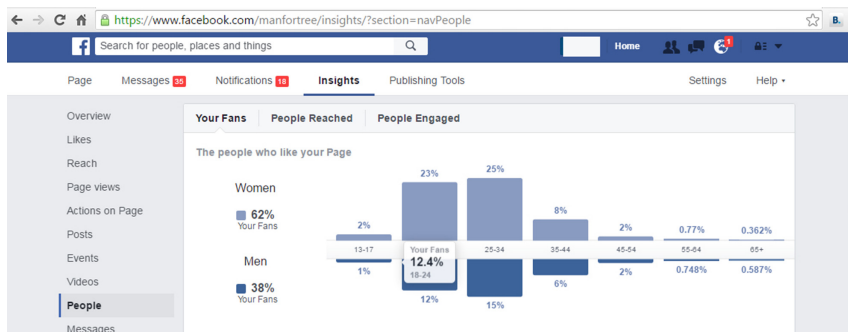 https://www.facebook.com/manfortree/insights/?section=navPeople
B.
f Search for people, places and things Home 1
Page Messages 35 Notifications 18 Insights Publishing Tools Settings Help
Overview
Likes
Reach
Page views
Actions on Page
Posts
Events
Videos
People
Messages
Your Fans People Reached People Engaged
The people who like your Page
Women
62%
Your Fans
Men
38%
Your Fans
2% 23% 25% 8% 2% 0.77% 0.362%
13-17 25-34 35-44 45-54 55-64 65+
Your Fans
12.4%
18-24
1% 12% 15% 6% 2% 0.748% 0.587%